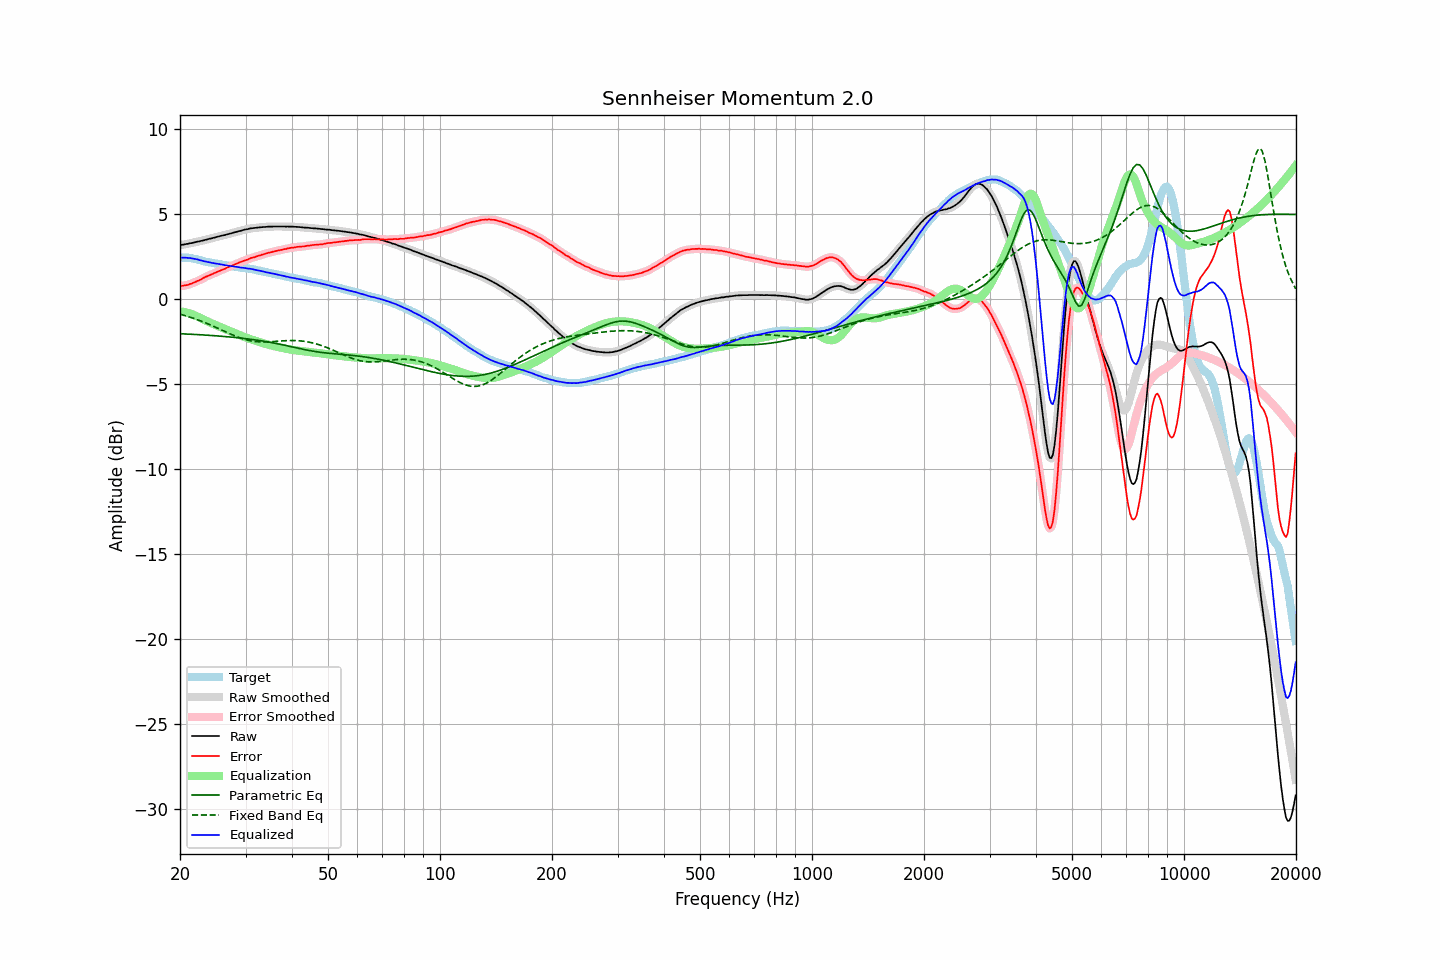 Sennheiser Momentum 2.0
10
5
0
−5
−10
−15
−20
−25
−30
Amplitude (dBr)
Target
Raw Smoothed
Error Smoothed
Raw
Error
Equalization
Parametric Eq
Fixed Band Eq
Equalized
20 50 100 200 500 1000 2000 5000 10000 20000
Frequency (Hz)